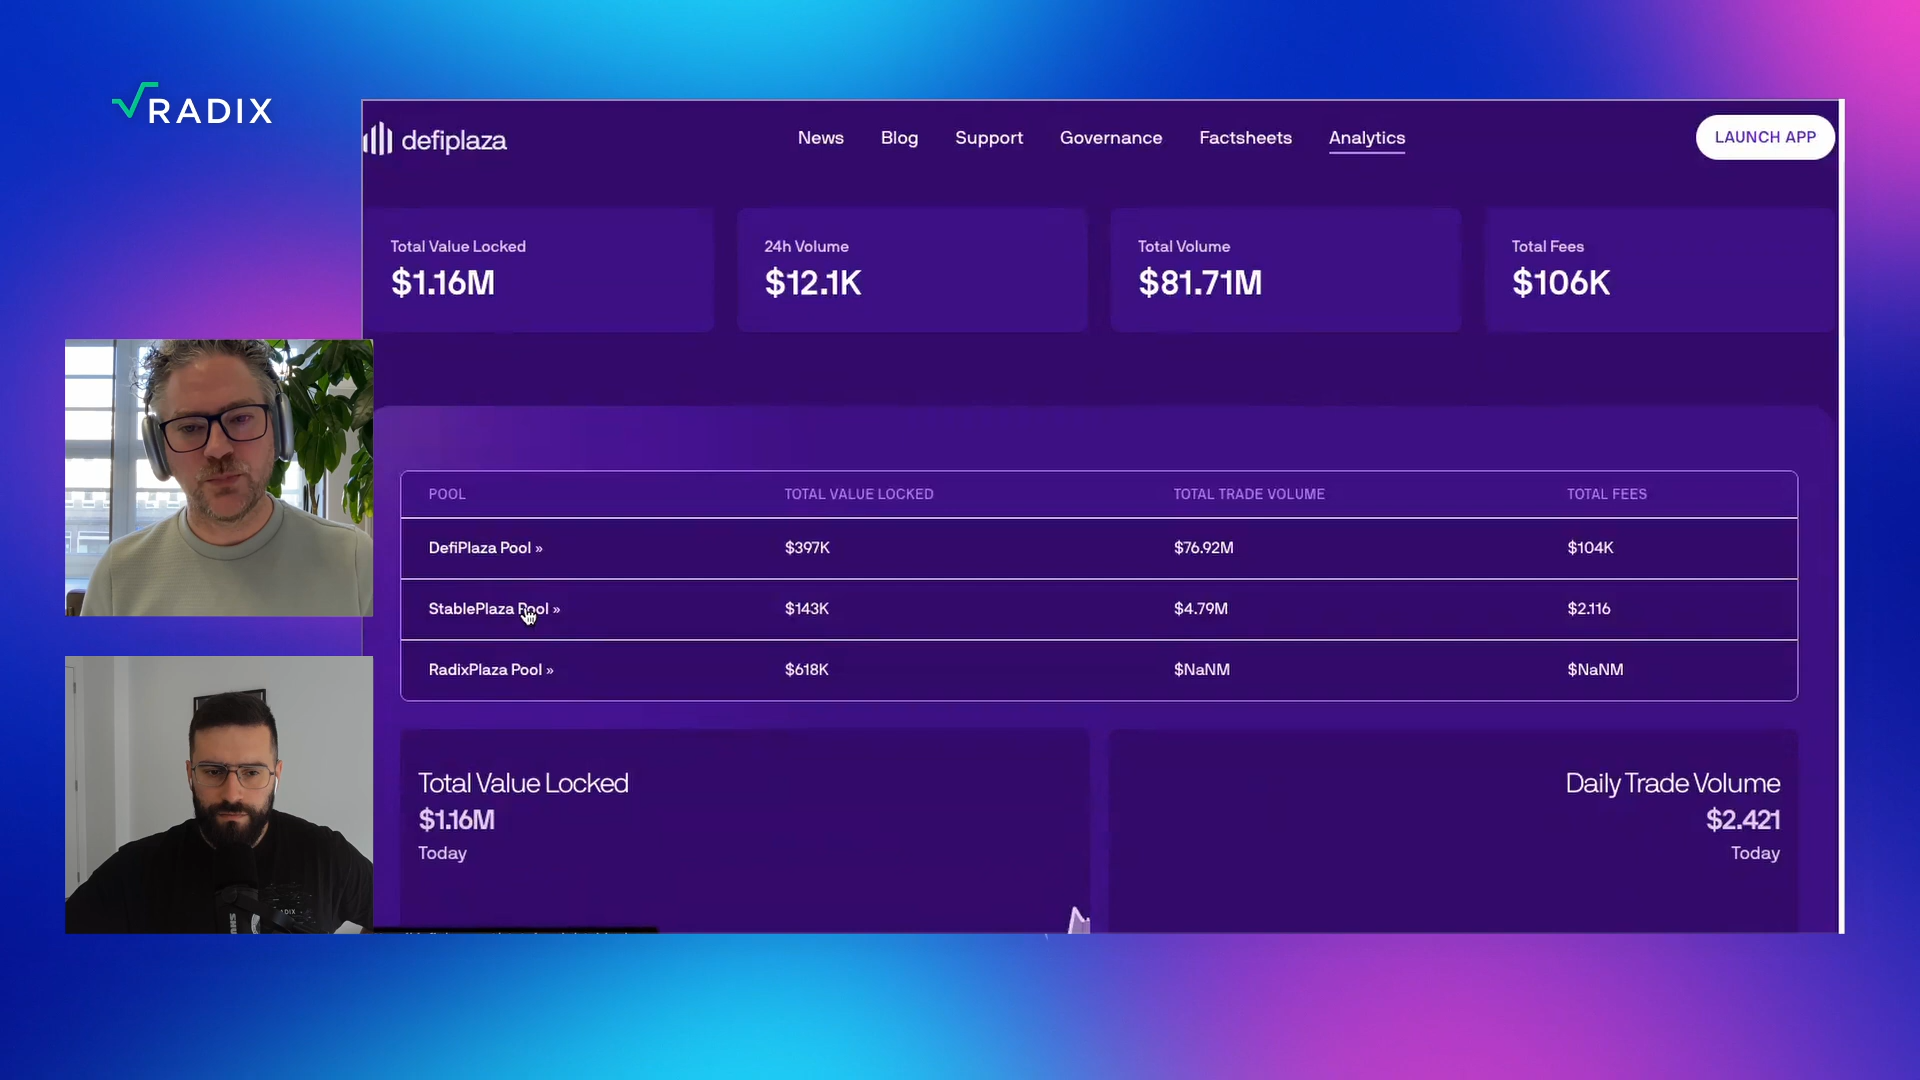 RADIX
defiplaza
News Blog Support Governance Factsheets Analytics
LAUNCH APP
Total Value Locked
$1.16M
24h Volume
$12.1K
Total Volume
$81.71M
Total Fees
$106K
POOL TOTAL VALUE LOCKED TOTAL TRADE VOLUME TOTAL FEES
DefiPlaza Pool » $397K $76.92M $104K
StablePlaza Pool » $143K $4.79M $2.116
RadixPlaza Pool » $618K $NaNM $NaNM
Total Value Locked
$1.16M
Today
Daily Trade Volume
$2.421
Today